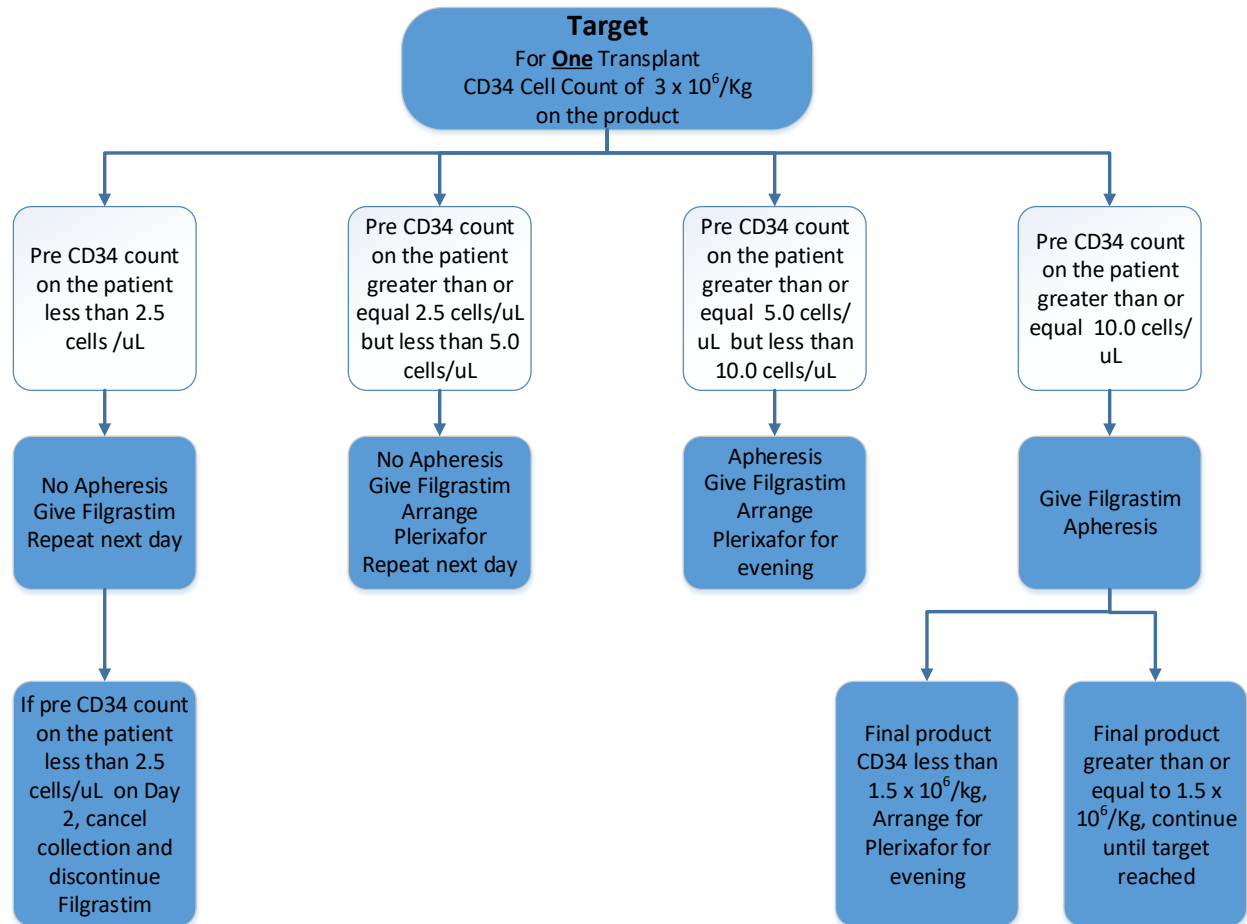 Target
For One Transplant
CD34 Cell Count of 3 x 10⁶/Kg
on the product
Pre CD34 count
on the patient
less than 2.5
cells /uL
Pre CD34 count
on the patient
greater than or
equal 2.5 cells/uL
but less than 5.0
cells/uL
Pre CD34 count
on the patient
greater than or
equal 5.0 cells/
uL but less than
10.0 cells/uL
Pre CD34 count
on the patient
greater than or
equal 10.0 cells/
uL
No Apheresis
Give Filgrastim
Repeat next day
No Apheresis
Give Filgrastim
Arrange
Plerixafor
Repeat next day
Apheresis
Give Filgrastim
Arrange
Plerixafor for
evening
Give Filgrastim
Apheresis
If pre CD34 count
on the patient
less than 2.5
cells/uL on Day
2, cancel
collection and
discontinue
Filgrastim
Final product
CD34 less than
1.5 x 10⁶/kg,
Arrange for
Plerixafor for
evening
Final product
greater than or
equal to 1.5 x
10⁶/Kg, continue
until target
reached